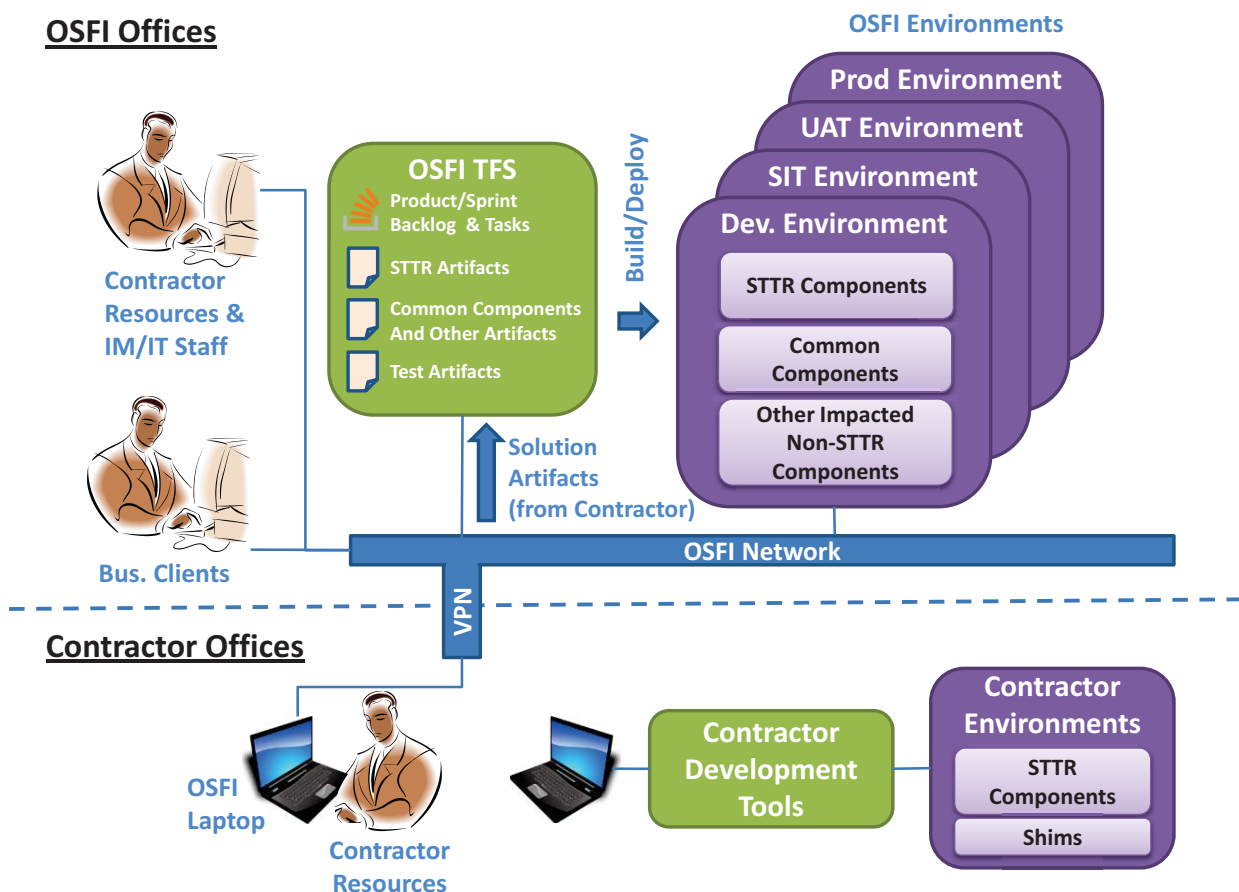 OSFI Offices
OSFI Environments
Contractor
Resources &
IM/IT Staff
Bus. Clients
OSFI TFS
Product/Sprint
Backlog & Tasks
STTR Artifacts
Common Components
And Other Artifacts
Test Artifacts
Build/Deploy
Prod Environment
UAT Environment
SIT Environment
Dev. Environment
STTR Components
Common
Components
Other Impacted
Non-STTR
Components
Solution
Artifacts
(from Contractor)
OSFI Network
VPN
Contractor Offices
OSFI
Laptop
Contractor
Resources
Contractor
Development
Tools
Contractor
Environments
STTR
Components
Shims